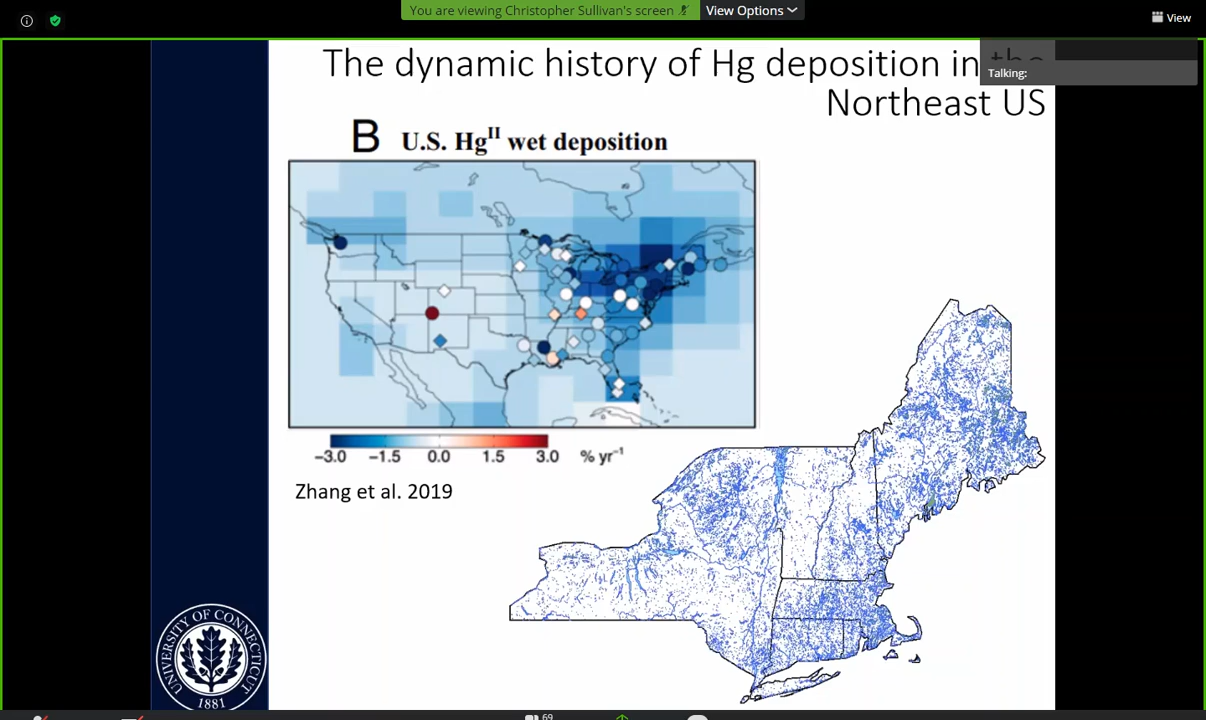 You are viewing Christopher Sullivan's screen
View Options
View
Talking:
The dynamic history of Hg deposition in the
Northeast US
B U.S. Hg^II wet deposition
-3.0 -1.5 0.0 1.5 3.0 % yr⁻¹
Zhang et al. 2019
UNIVERSITY OF CONNECTICUT
1881
69